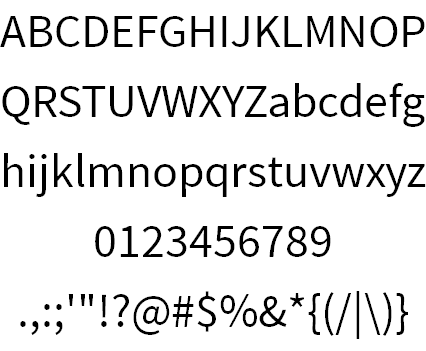 ABCDEFGHIJKLMNOP
QRSTUVWXYZabcdefg
hijklmnopqrstuvwxyz
0123456789
.,:;'"!?@#$%&*{(/|\)}